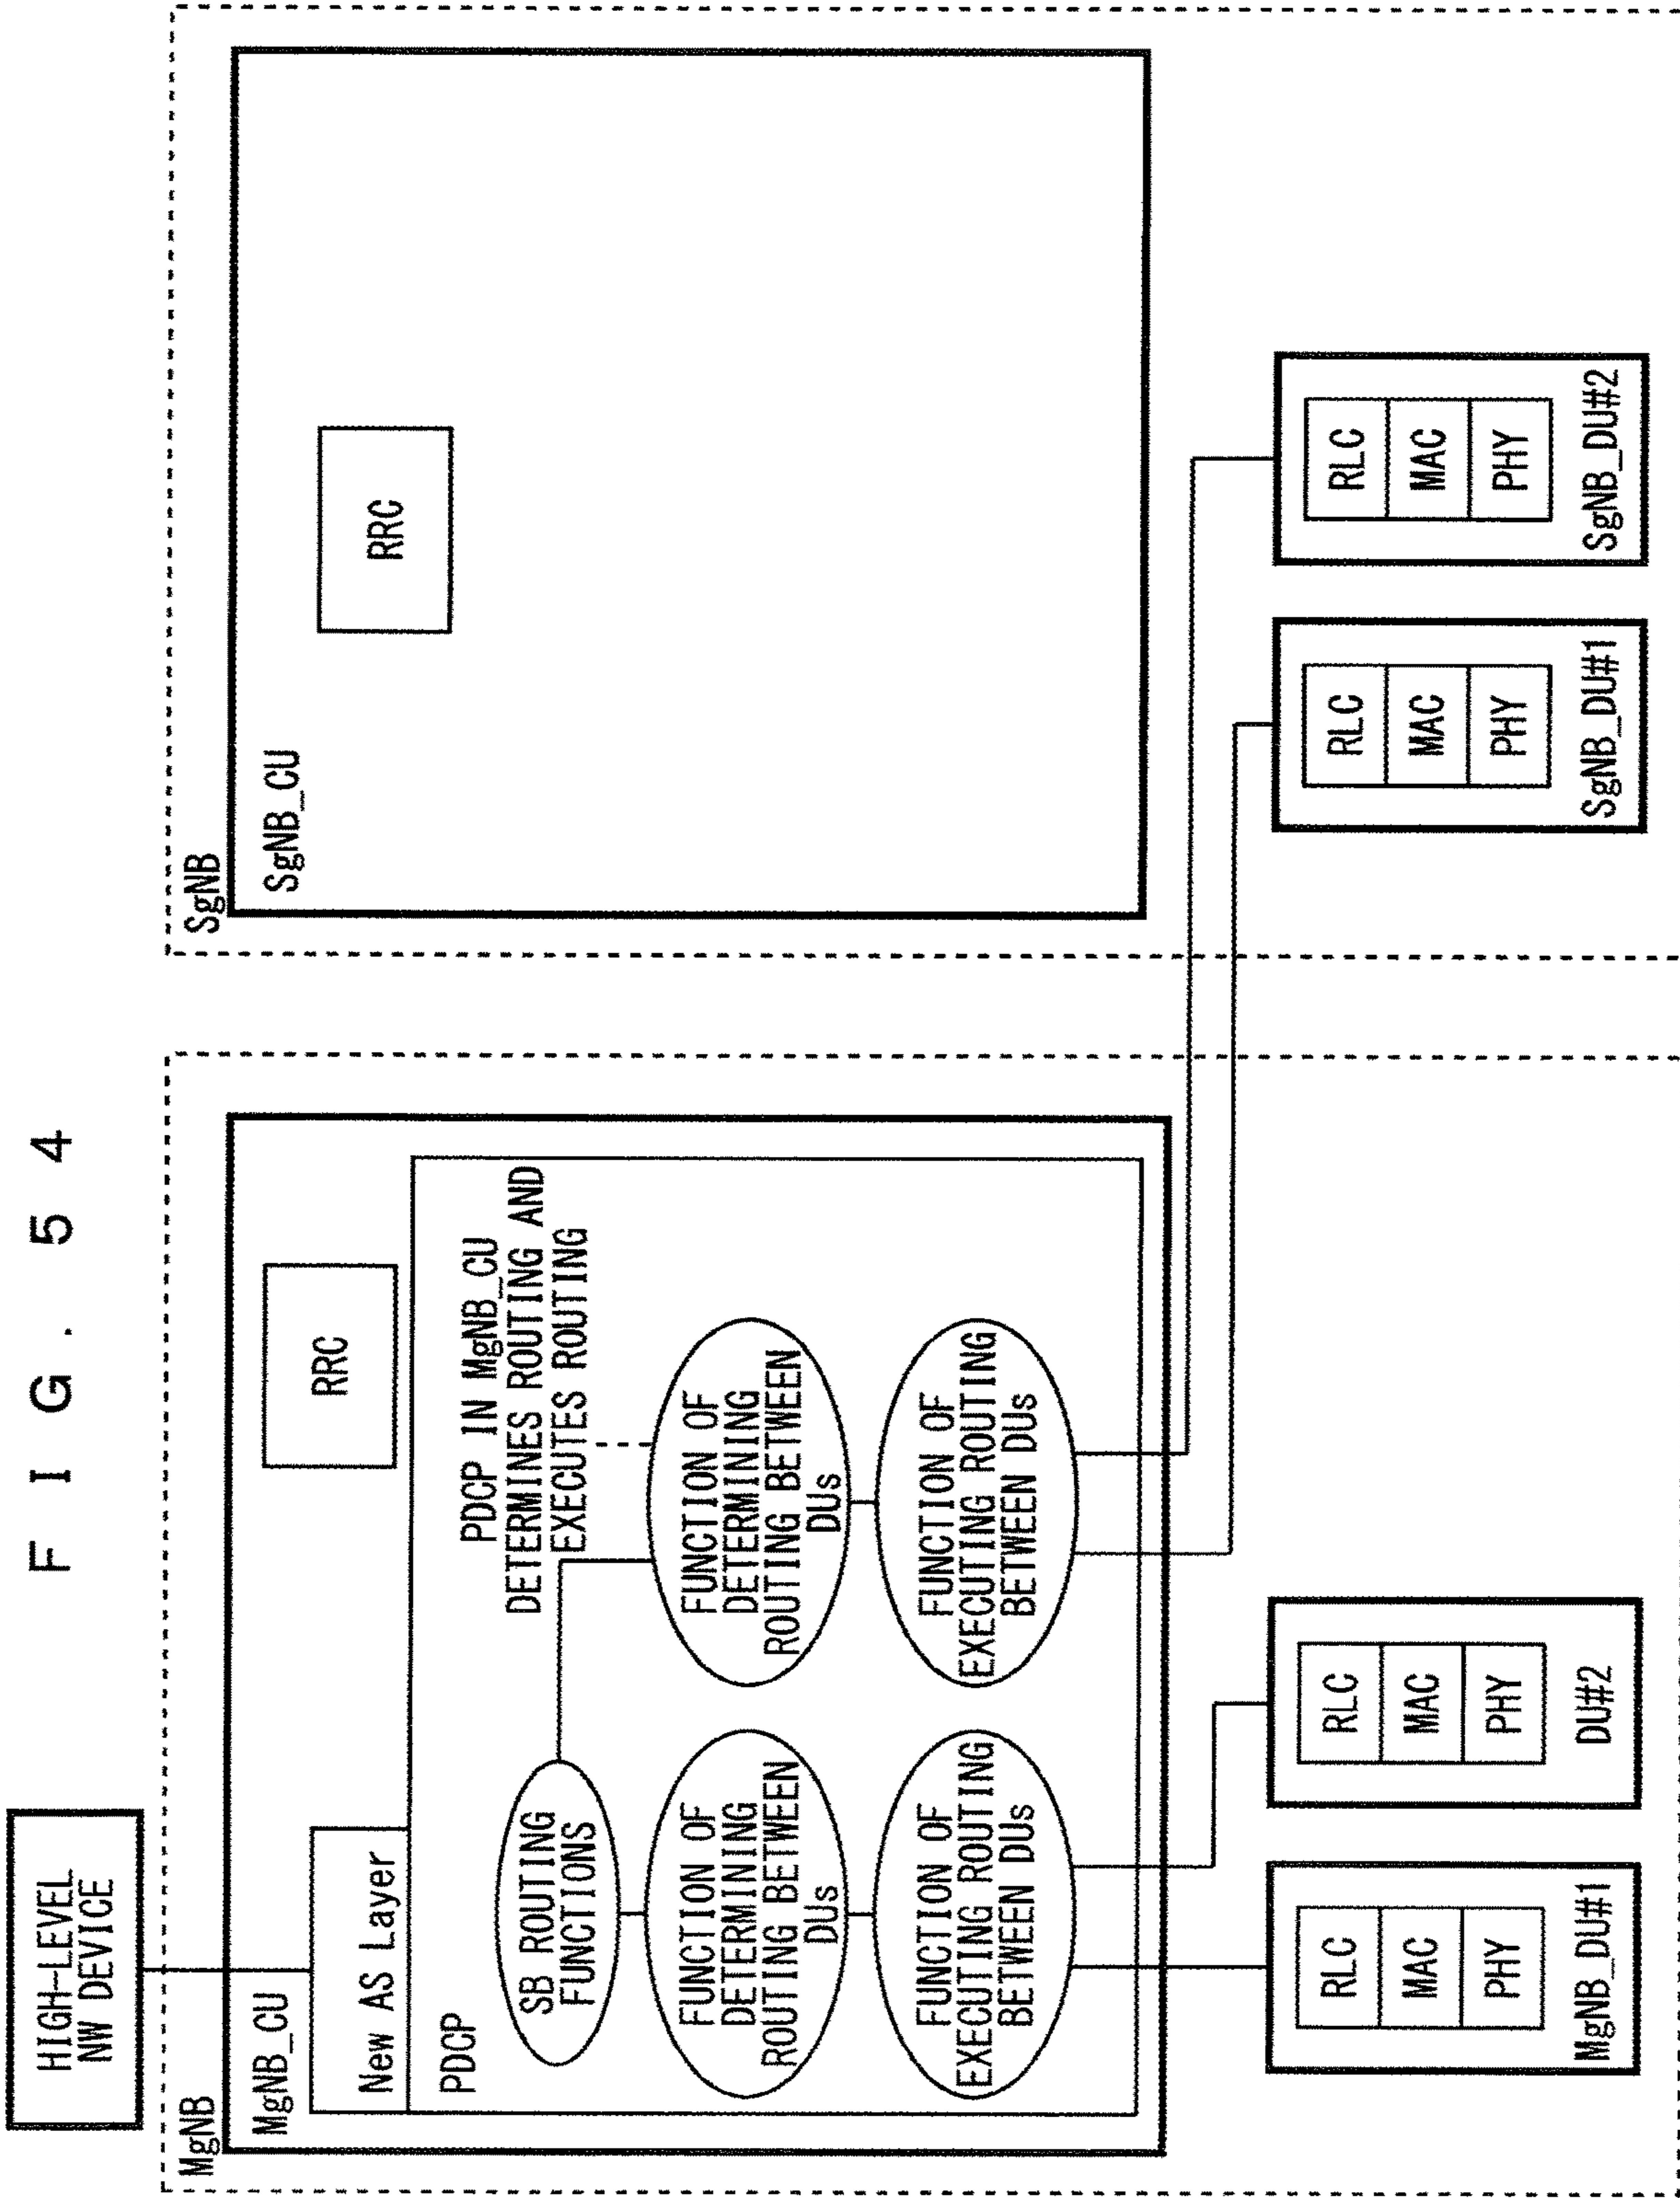 FIG. 54
HIGH-LEVEL
NW DEVICE
MgNB
MgNB_CU
New AS Layer
RRC
PDCP
PDCP IN MgNB_CU
DETERMINES ROUTING AND
EXECUTES ROUTING
SB ROUTING
FUNCTIONS
FUNCTION OF
DETERMINING
ROUTING BETWEEN
DUs
FUNCTION OF
DETERMINING
ROUTING BETWEEN
DUs
FUNCTION OF
EXECUTING ROUTING
BETWEEN DUs
FUNCTION OF
EXECUTING ROUTING
BETWEEN DUs
RLC
MAC
PHY
MgNB_DU#1
RLC
MAC
PHY
DU#2
SgNB
SgNB_CU
RRC
RLC
MAC
PHY
SgNB_DU#1
RLC
MAC
PHY
SgNB_DU#2